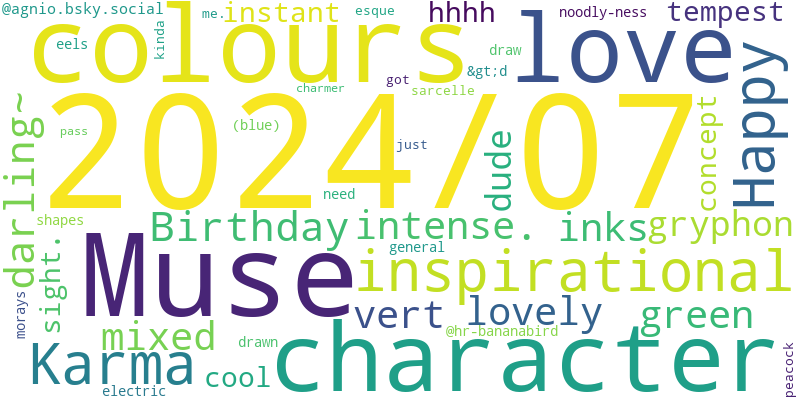 @agnio.bsky.social
me.
instant
esque
hhhh
noodly-ness
tempest
colours
love
eels
kinda
draw
&gt;d
got
charmer
sarcelle
Happy
2024/07
darling~
pass
(blue)
just
dude
concept
need
shapes
Birthday
intense.
inks
gryphon
sight.
general
Muse
inspirational
morays
vert
lovely
green
mixed
drawn
@hr-bananabird
Karma
cool
character
electric
peacock